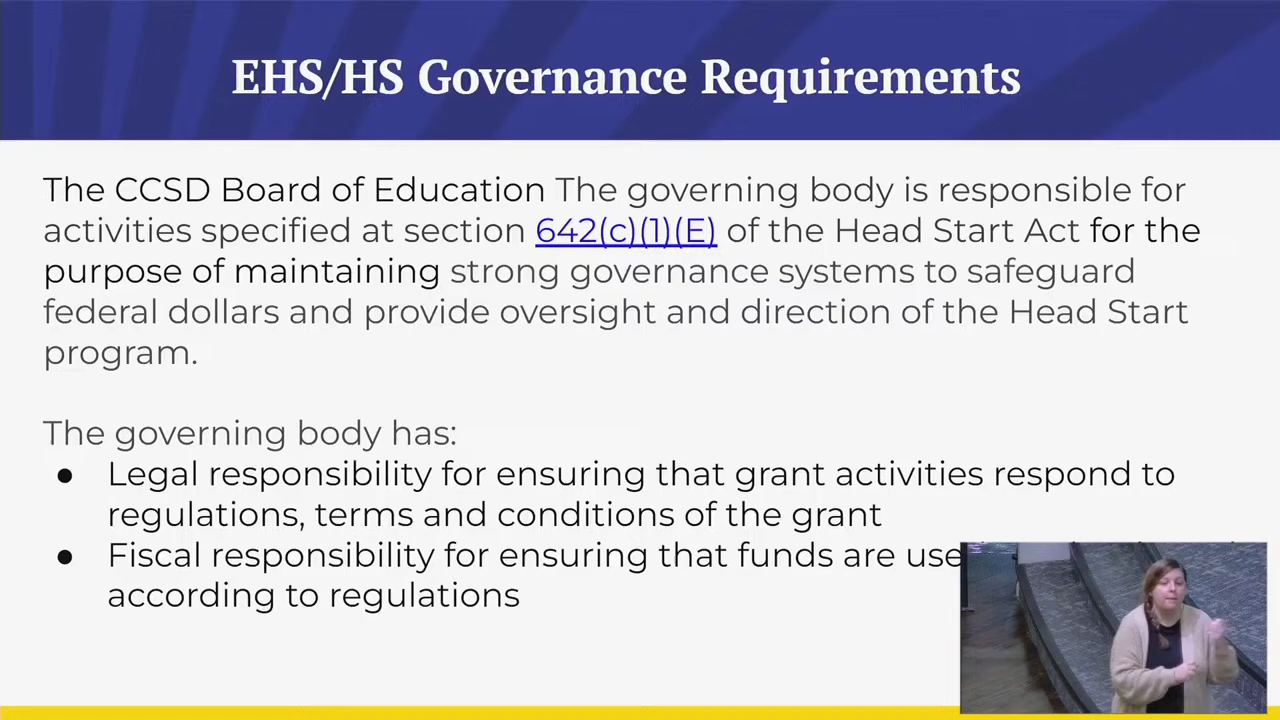 EHS/HS Governance Requirements
The CCSD Board of Education The governing body is responsible for
activities specified at section 642(c)(1)(E) of the Head Start Act for the
purpose of maintaining strong governance systems to safeguard
federal dollars and provide oversight and direction of the Head Start
program.
The governing body has:
● Legal responsibility for ensuring that grant activities respond to
regulations, terms and conditions of the grant
● Fiscal responsibility for ensuring that funds are use
according to regulations